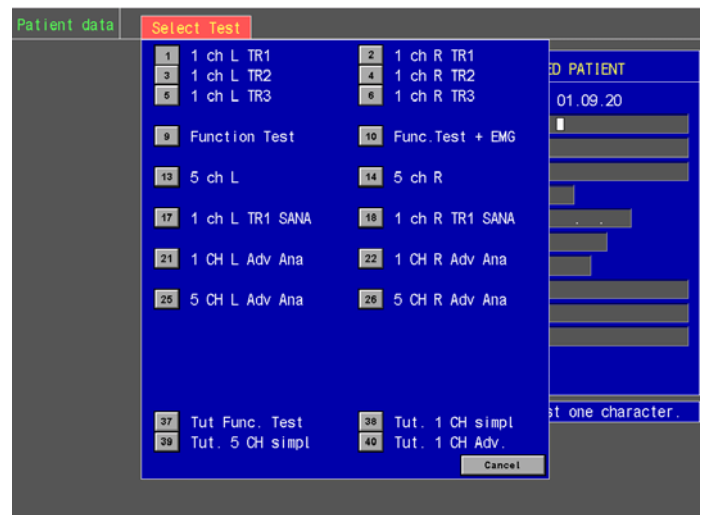 Patient data Select Test
1 1 ch L TR1 2 1 ch R TR1
3 1 ch L TR2 4 1 ch R TR2
5 1 ch L TR3 6 1 ch R TR3
9 Function Test 10 Func.Test + EMG
13 5 ch L 14 5 ch R
17 1 ch L TR1 SANA 18 1 ch R TR1 SANA
21 1 CH L Adv Ana 22 1 CH R Adv Ana
25 5 CH L Adv Ana 26 5 CH R Adv Ana
37 Tut Func. Test 38 Tut. 1 CH simpl
39 Tut. 5 CH simpl 40 Tut. 1 CH Adv.
Cancel
ED PATIENT
01.09.20
. .
st one character.